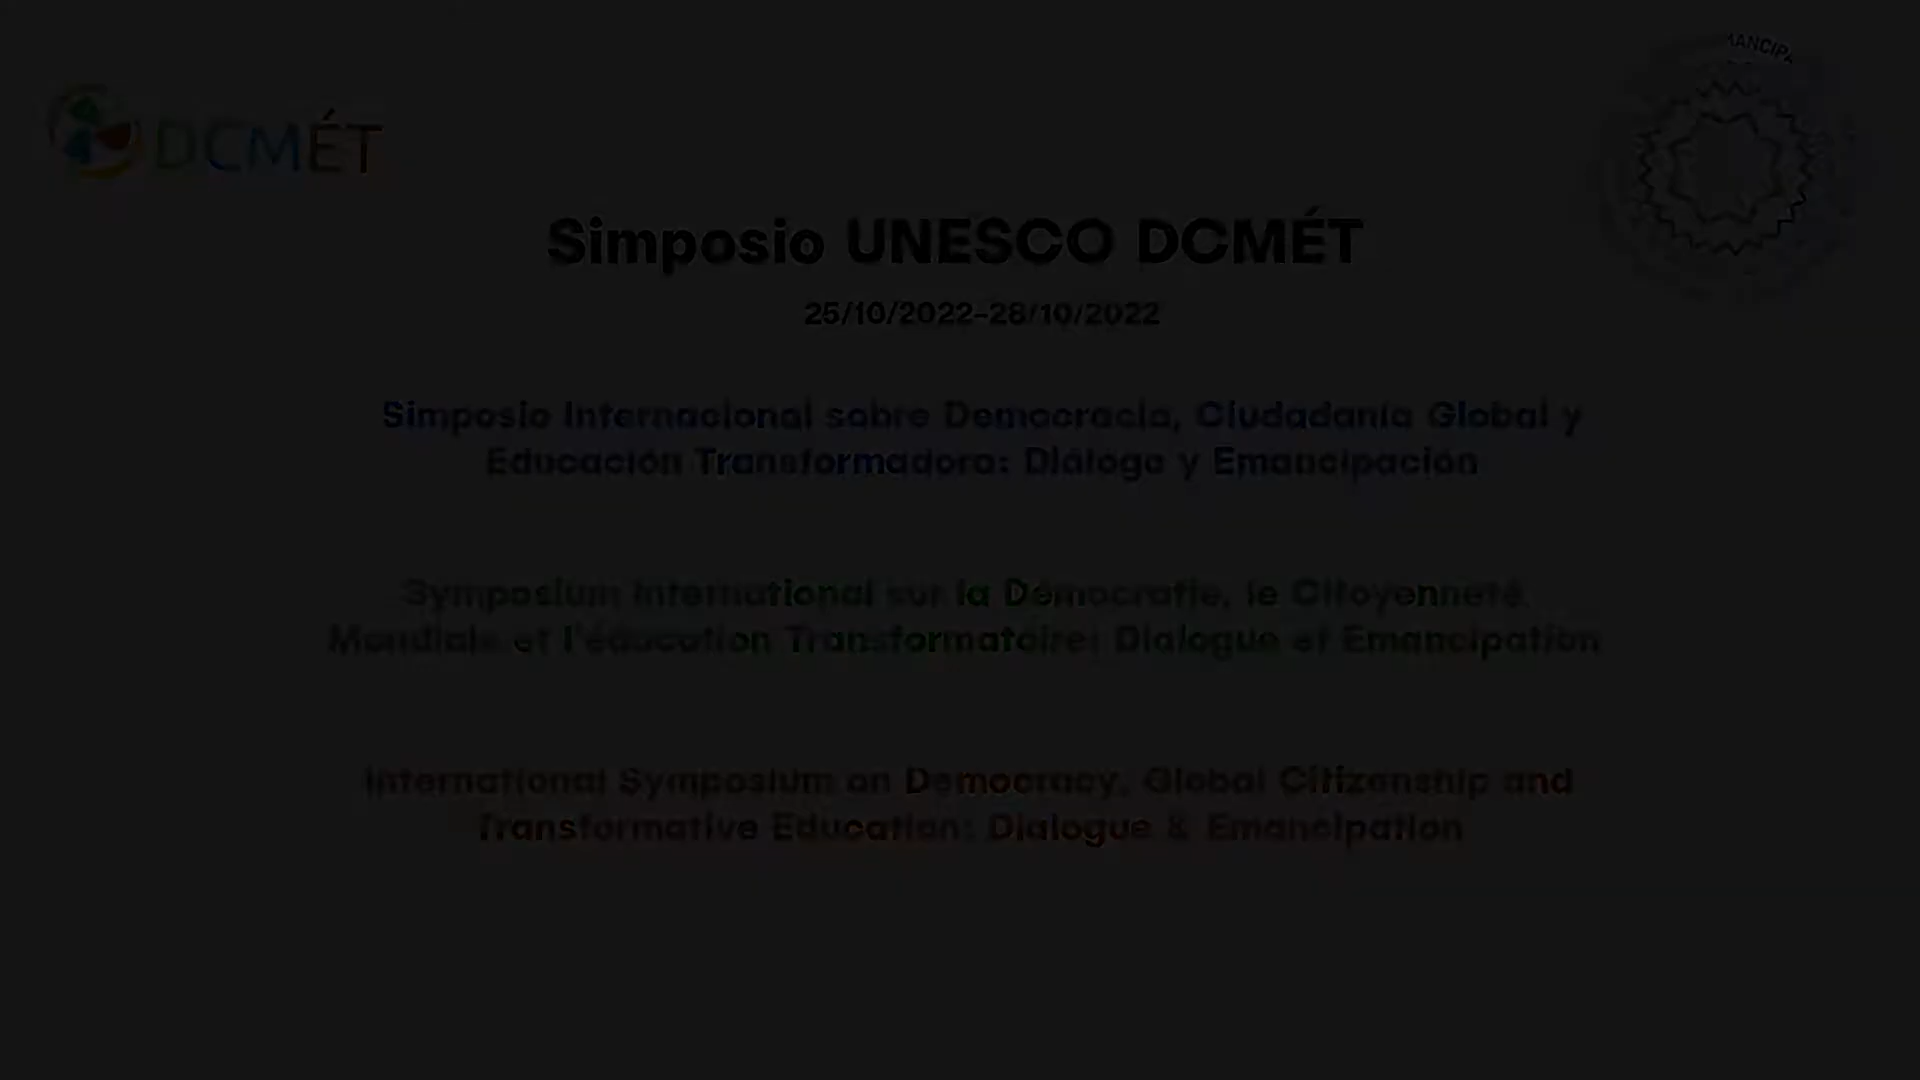 MANCIPA
DCMÉT
Simposio UNESCO DCMÉT
25/10/2022-28/10/2022
Simposio Internacional sobre Democracia, Ciudadanía Global y
Educación Transformadora: Diálogo y Emancipación
Symposium International sur la Démocratie, le Citoyenneté
Mondiale et l'éducation Transformatoire: Dialogue et Emancipation
International Symposium on Democracy, Global Citizenship and
Transformative Education: Dialogue & Emancipation